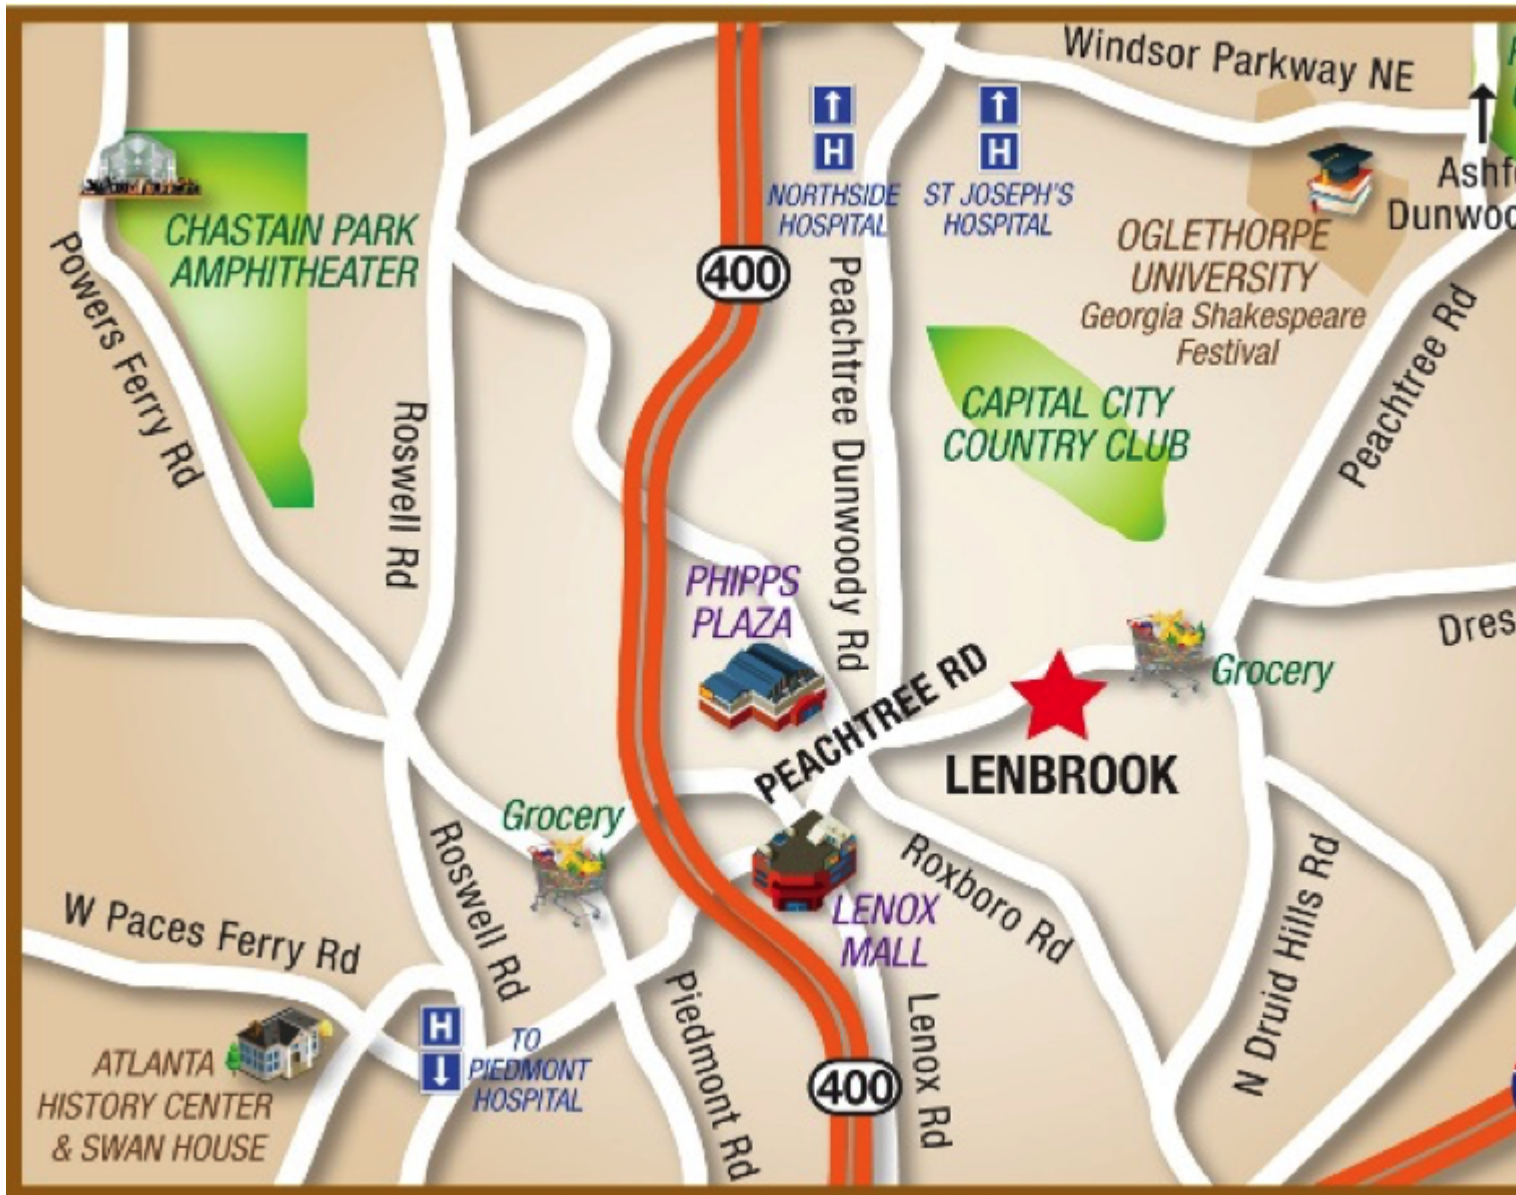 Windsor Parkway NE
NORTHSIDE
HOSPITAL
H
ST JOSEPH'S
HOSPITAL
H
CHASTAIN PARK
AMPHITHEATER
Powers Ferry Rd
400
Peachtree Dunwoody Rd
OGLETHORPE
UNIVERSITY
Georgia Shakespeare
Festival
Peachtree Rd
Roswell Rd
CAPITAL CITY
COUNTRY CLUB
PHIPPS
PLAZA
PEACHTREE RD
Grocery
LENBROOK
Grocery
Roswell Rd
Roxboro Rd
LENOX
MALL
W Paces Ferry Rd
N Druid Hills Rd
Piedmont Rd
Lenox Rd
H
TO
PIEDMONT
HOSPITAL
ATLANTA
HISTORY CENTER
& SWAN HOUSE
400